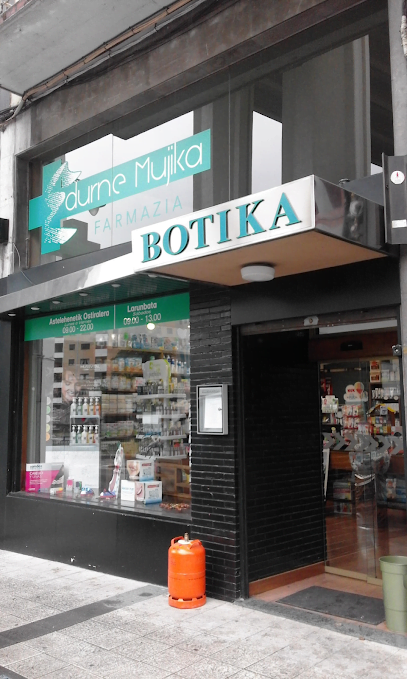 Edurne Mujika
FARMAZIA
BOTIKA
Astelehenetik Ostiralera
09:00 - 22.00
Larunbata
09.00 - 13.00